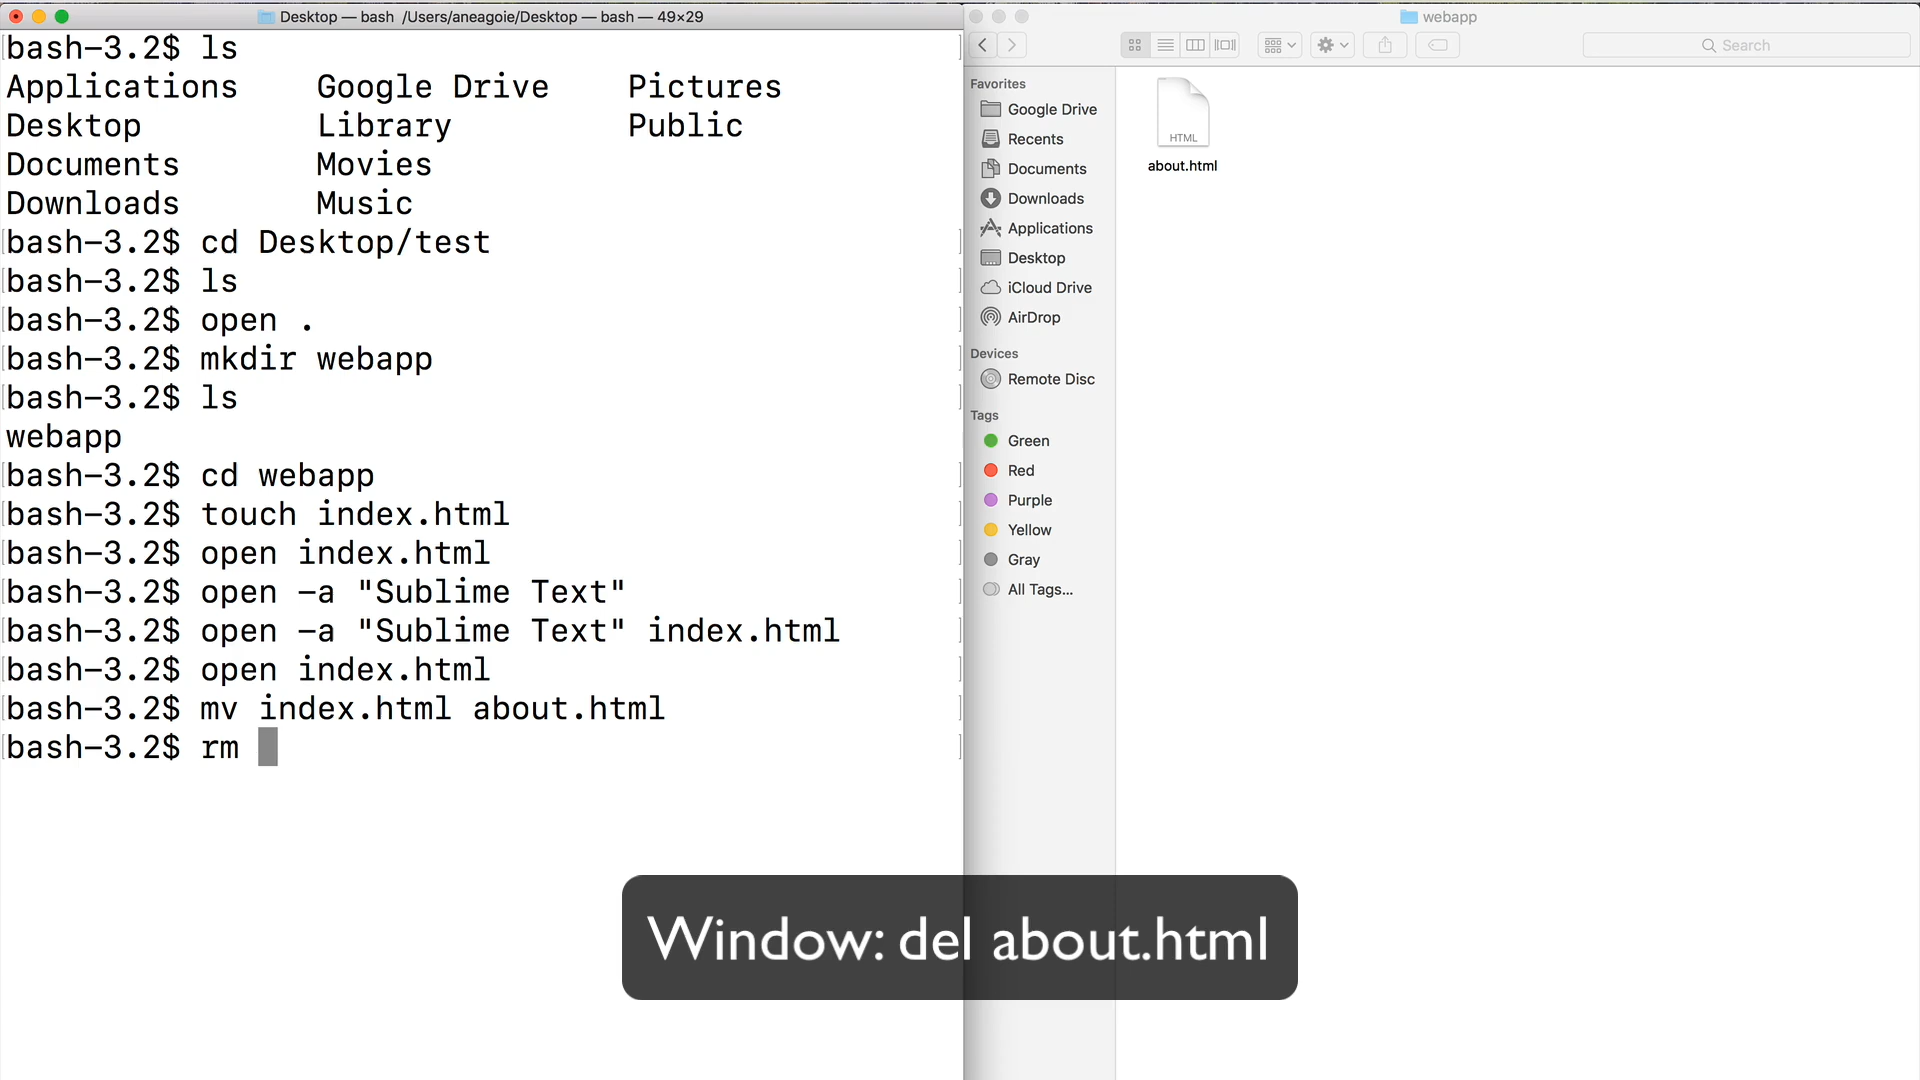 Desktop — bash /Users/aneagoie/Desktop — bash — 49×29
bash-3.2$ ls
Applications Google Drive Pictures
Desktop Library Public
Documents Movies
Downloads Music
bash-3.2$ cd Desktop/test
bash-3.2$ ls
bash-3.2$ open .
bash-3.2$ mkdir webapp
bash-3.2$ ls
webapp
bash-3.2$ cd webapp
bash-3.2$ touch index.html
bash-3.2$ open index.html
bash-3.2$ open -a "Sublime Text"
bash-3.2$ open -a "Sublime Text" index.html
bash-3.2$ open index.html
bash-3.2$ mv index.html about.html
bash-3.2$ rm
webapp
Search
Favorites
Google Drive
Recents
Documents
Downloads
Applications
Desktop
iCloud Drive
AirDrop
Devices
Remote Disc
Tags
Green
Red
Purple
Yellow
Gray
All Tags...
HTML
about.html
Window: del about.html